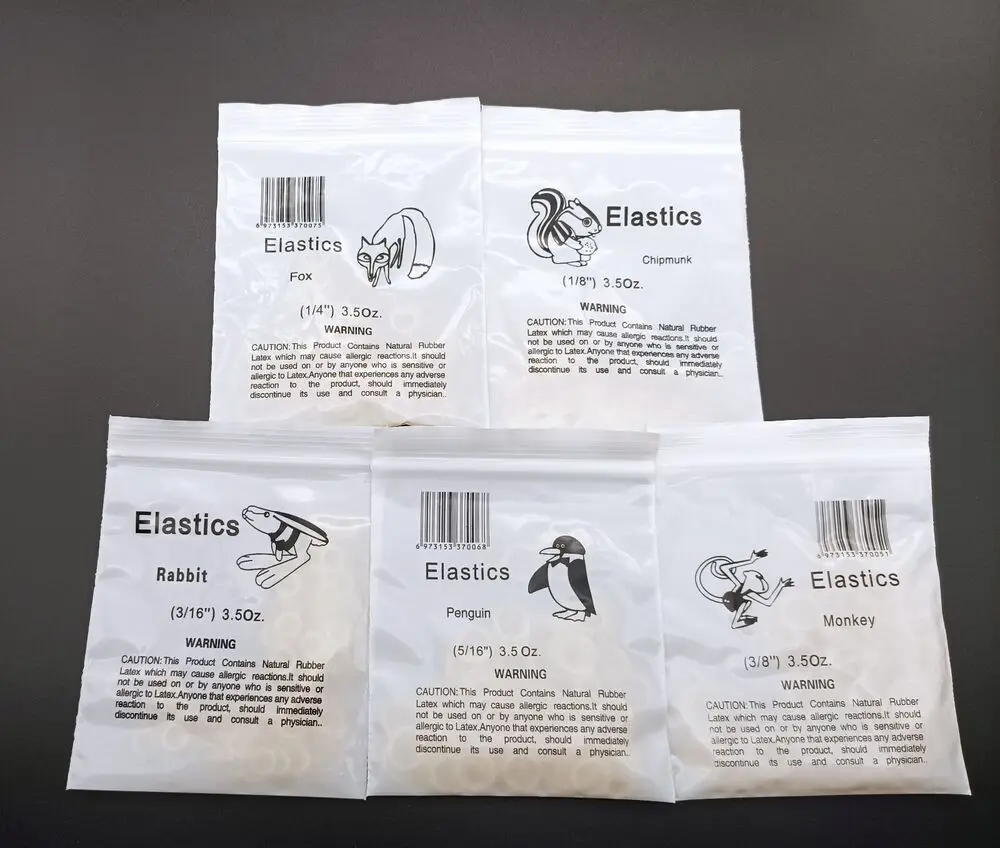 6 973153 370075
Elastics
Fox
(1/4") 3.5Oz.
WARNING
CAUTION:This Product Contains Natural Rubber
Latex which may cause allergic reactions.It should
not be used on or by anyone who is sensitive or
allergic to Latex.Anyone that experiences any adverse
reaction to the product, should immediately
discontinue its use and consult a physician..
Elastics
Chipmunk
(1/8") 3.5Oz.
WARNING
CAUTION:This Product Contains Natural Rubber
Latex which may cause allergic reactions.It should
not be used on or by anyone who is sensitive or
allergic to Latex.Anyone that experiences any adverse
reaction to the product, should immediately
discontinue its use and consult a physician..
Elastics
Rabbit
(3/16") 3.5Oz.
WARNING
CAUTION:This Product Contains Natural Rubber
Latex which may cause allergic reactions.It should
not be used on or by anyone who is sensitive or
allergic to Latex.Anyone that experiences any adverse
reaction to the product, should immediately
discontinue its use and consult a physician..
6 973153 370068
Elastics
Penguin
(5/16") 3.5 Oz.
WARNING
CAUTION:This Product Contains Natural Rubber
Latex which may cause allergic reactions.It should
not be used on or by anyone who is sensitive or
allergic to Latex.Anyone that experiences any adverse
reaction to the product, should immediately
discontinue its use and consult a physician..
6 973153 370051
Elastics
Monkey
(3/8") 3.5Oz.
WARNING
CAUTION:This Product Contains Natural Rubber
Latex which may cause allergic reactions.It should
not be used on or by anyone who is sensitive or
allergic to Latex.Anyone that experiences any adverse
reaction to the product, should immediately
discontinue its use and consult a physician..